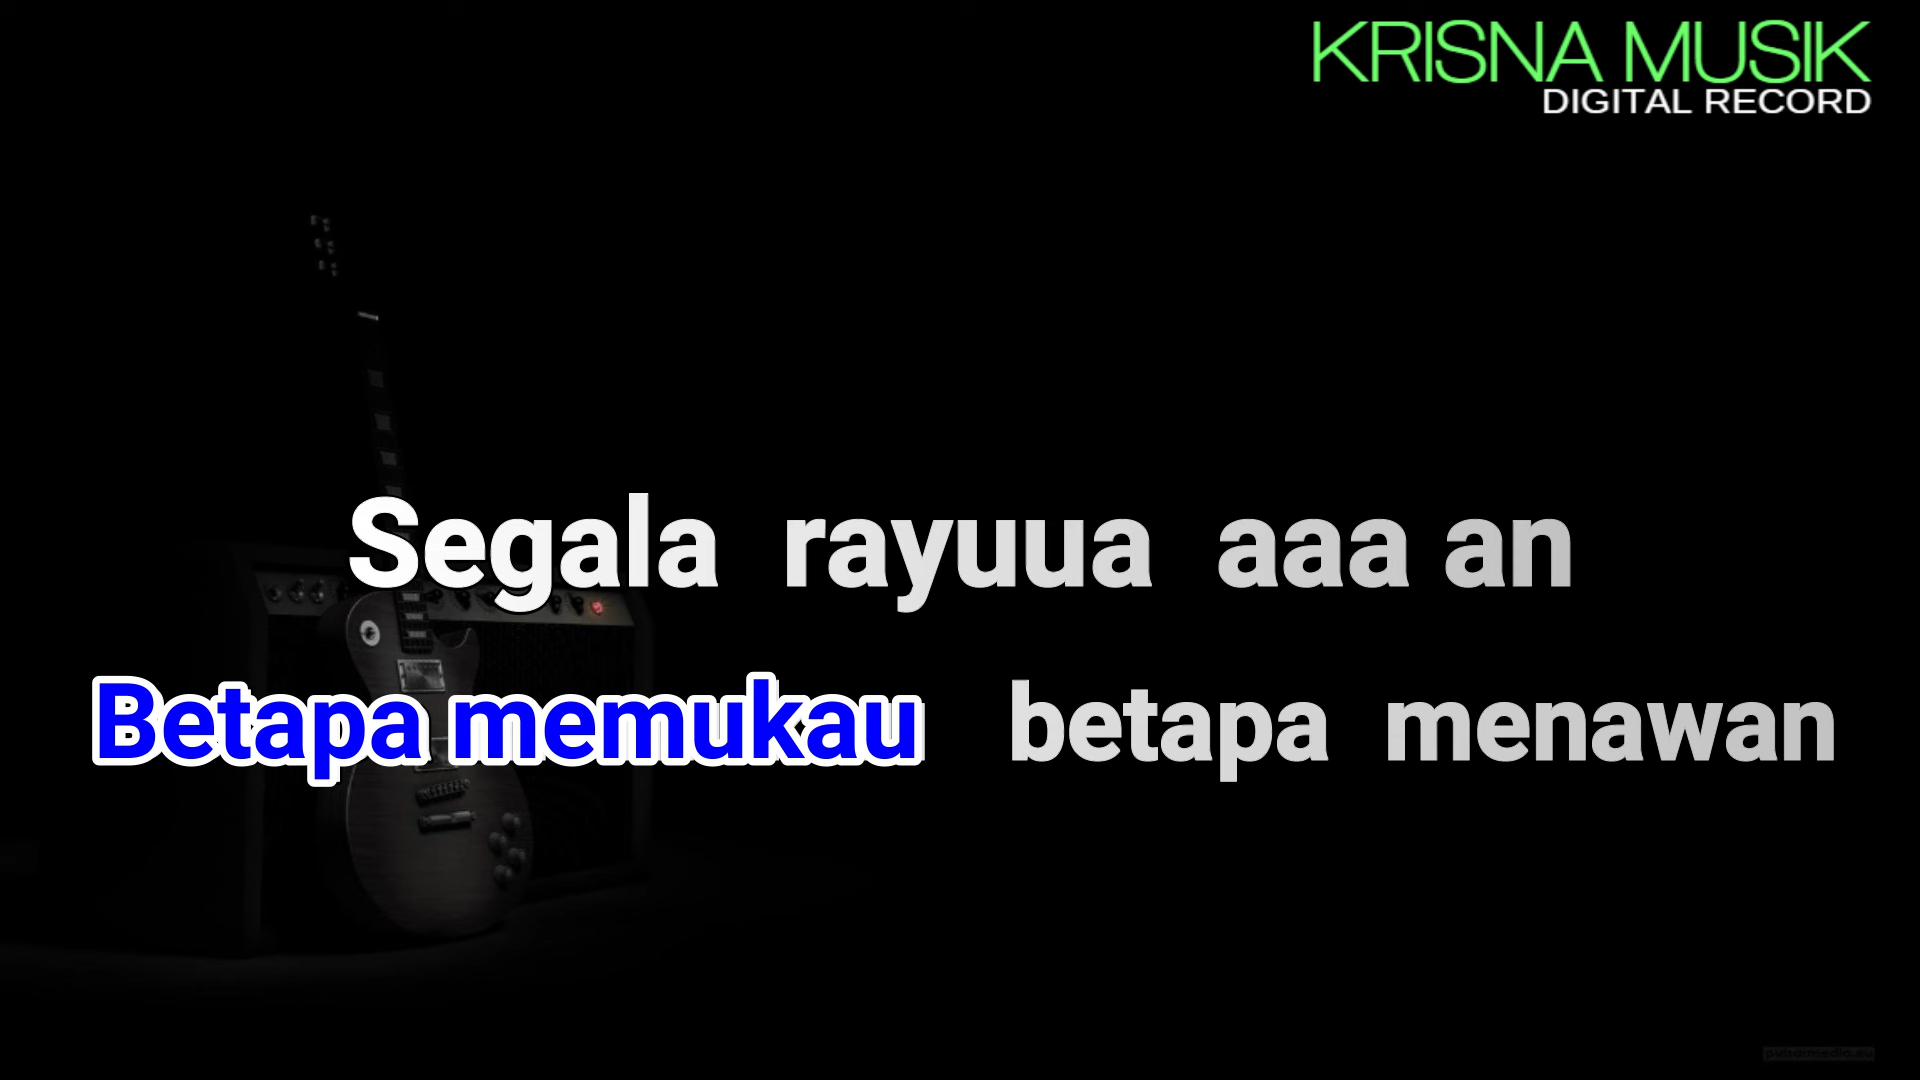 KRISNA MUSIK
DIGITAL RECORD
Segala rayuua aaa an
Betapa memukau betapa menawan